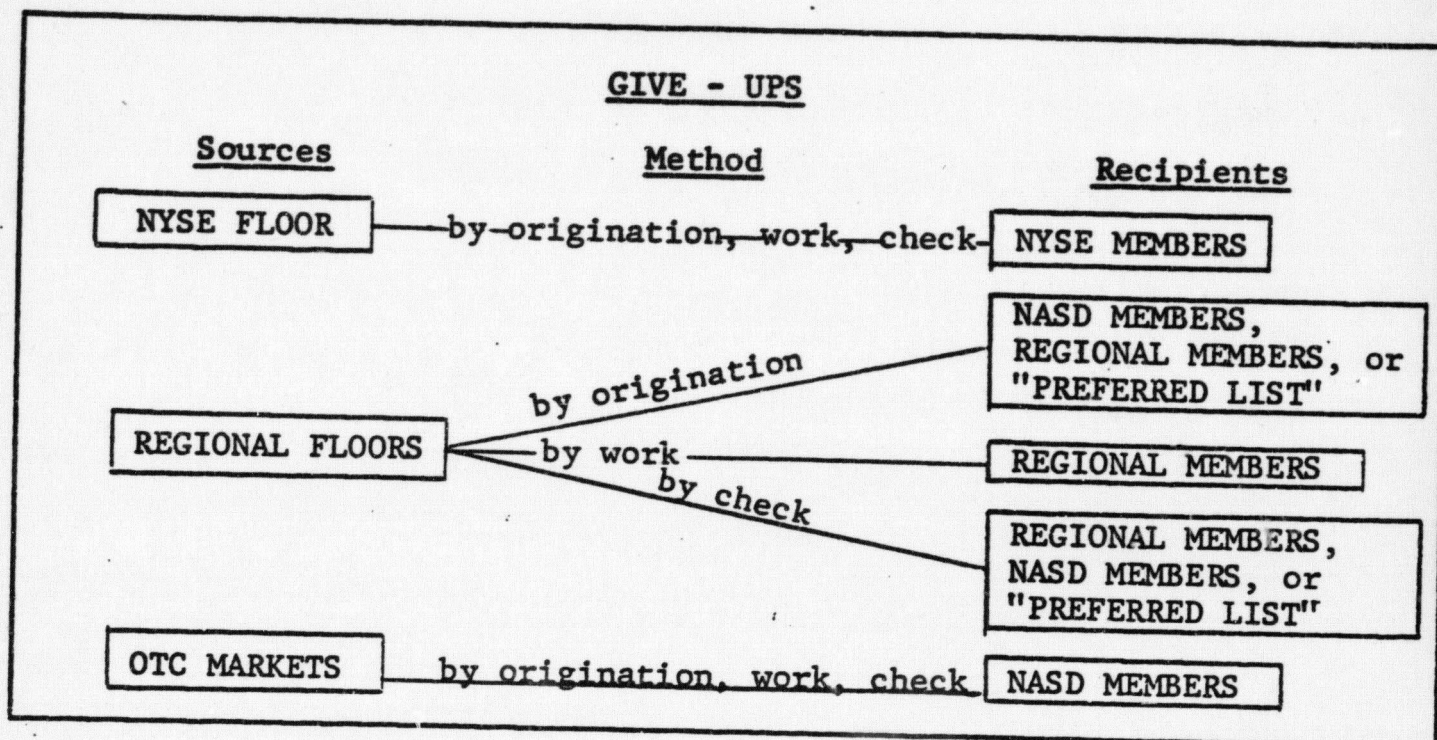 GIVE - UPS
Sources Method Recipients
NYSE FLOOR by origination, work, check NYSE MEMBERS
by origination
NASD MEMBERS,
REGIONAL MEMBERS, or
"PREFERRED LIST"
REGIONAL FLOORS by work REGIONAL MEMBERS
by check
REGIONAL MEMBERS,
NASD MEMBERS, or
"PREFERRED LIST"
OTC MARKETS by origination, work, check NASD MEMBERS